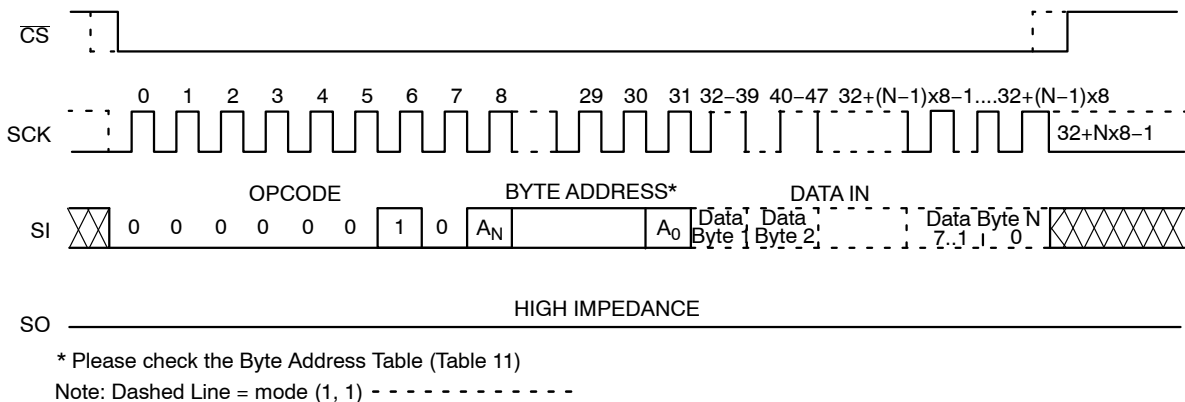 CS
SCK
0 1 2 3 4 5 6 7 8 29 30 31 32−39 40−47 32+(N−1)x8−1....32+(N−1)x8
32+Nx8−1
OPCODE BYTE ADDRESS* DATA IN
SI
0 0 0 0 0 0 1 0 AN A0 Data Byte 1 Data Byte 2 Data Byte N
7..1 0
HIGH IMPEDANCE
SO
* Please check the Byte Address Table (Table 11)
Note: Dashed Line = mode (1, 1)